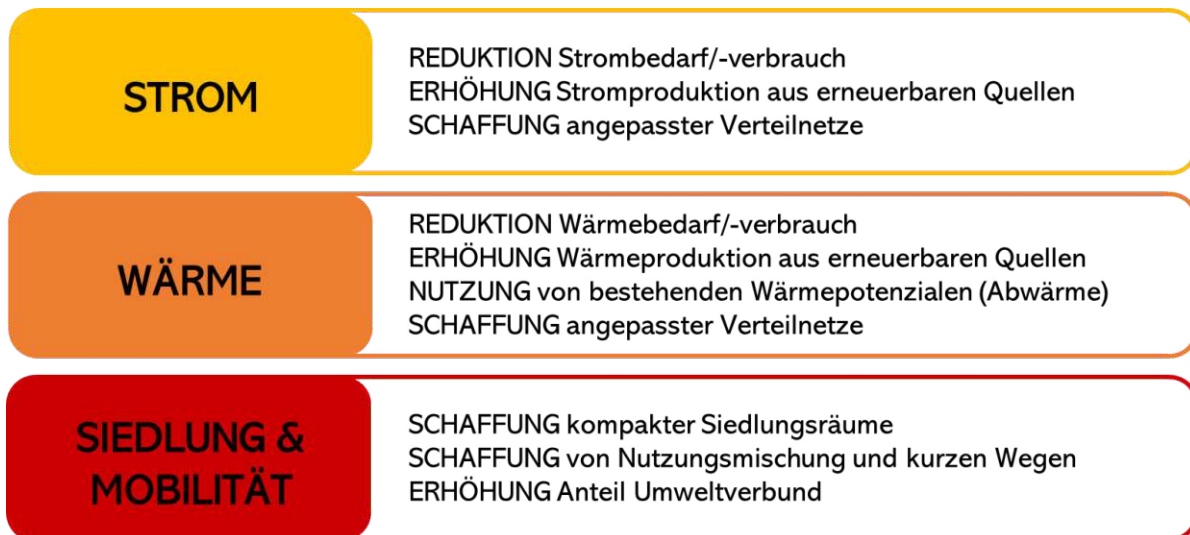 STROM
REDUKTION Strombedarf/-verbrauch
ERHÖHUNG Stromproduktion aus erneuerbaren Quellen
SCHAFFUNG angepasster Verteilnetze
WÄRME
REDUKTION Wärmebedarf/-verbrauch
ERHÖHUNG Wärmeproduktion aus erneuerbaren Quellen
NUTZUNG von bestehenden Wärmepotenzialen (Abwärme)
SCHAFFUNG angepasster Verteilnetze
SIEDLUNG &
MOBILITÄT
SCHAFFUNG kompakter Siedlungsräume
SCHAFFUNG von Nutzungsmischung und kurzen Wegen
ERHÖHUNG Anteil Umweltverbund